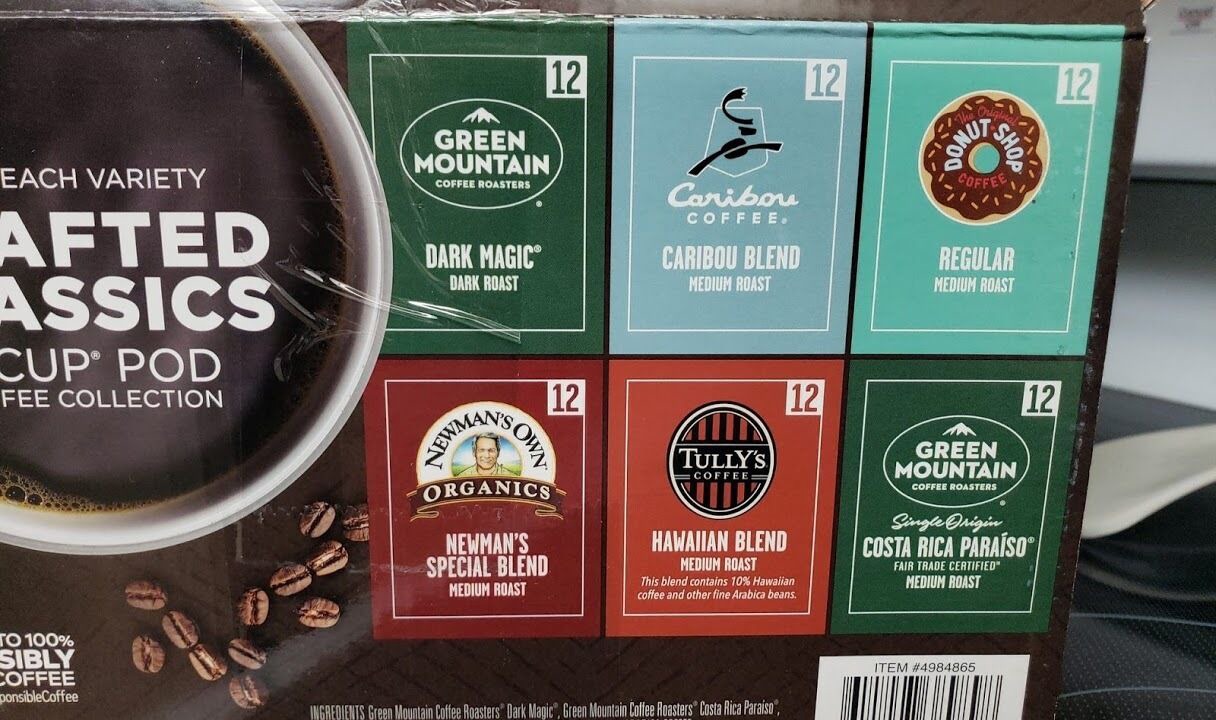 EACH VARIETY
AFTED
ASSICS
CUP® POD
FEE COLLECTION
TO 100%
SIBLY
COFFEE
ponsibleCoffee
12
GREEN
MOUNTAIN
COFFEE ROASTERS
DARK MAGIC®
DARK ROAST
12
Caribou
COFFEE®
CARIBOU BLEND
MEDIUM ROAST
12
The Original
DONUT SHOP
COFFEE
REGULAR
MEDIUM ROAST
12
NEWMAN'S OWN
ORGANICS
NEWMAN'S
SPECIAL BLEND
MEDIUM ROAST
12
TULLY'S
COFFEE
HAWAIIAN BLEND
MEDIUM ROAST
This blend contains 10% Hawaiian
coffee and other fine Arabica beans.
12
GREEN
MOUNTAIN
COFFEE ROASTERS
Single Origin
COSTA RICA PARAÍSO®
FAIR TRADE CERTIFIED™
MEDIUM ROAST
ITEM #4984865
INGREDIENTS Green Mountain Coffee Roasters® Dark Magic®, Green Mountain Coffee Roasters® Costa Rica Paraiso®,